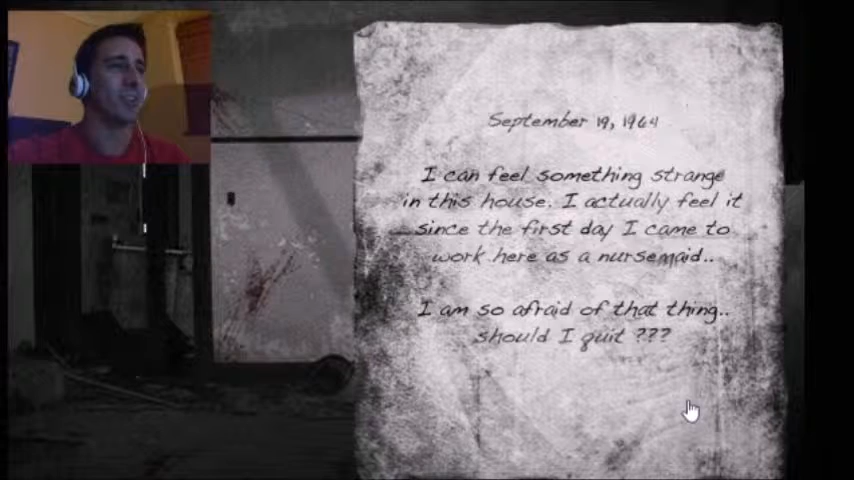 September 19, 1964
I can feel something strange
in this house. I actually feel it
since the first day I came to
work here as a nursemaid..
I am so afraid of that thing..
should I quit ???